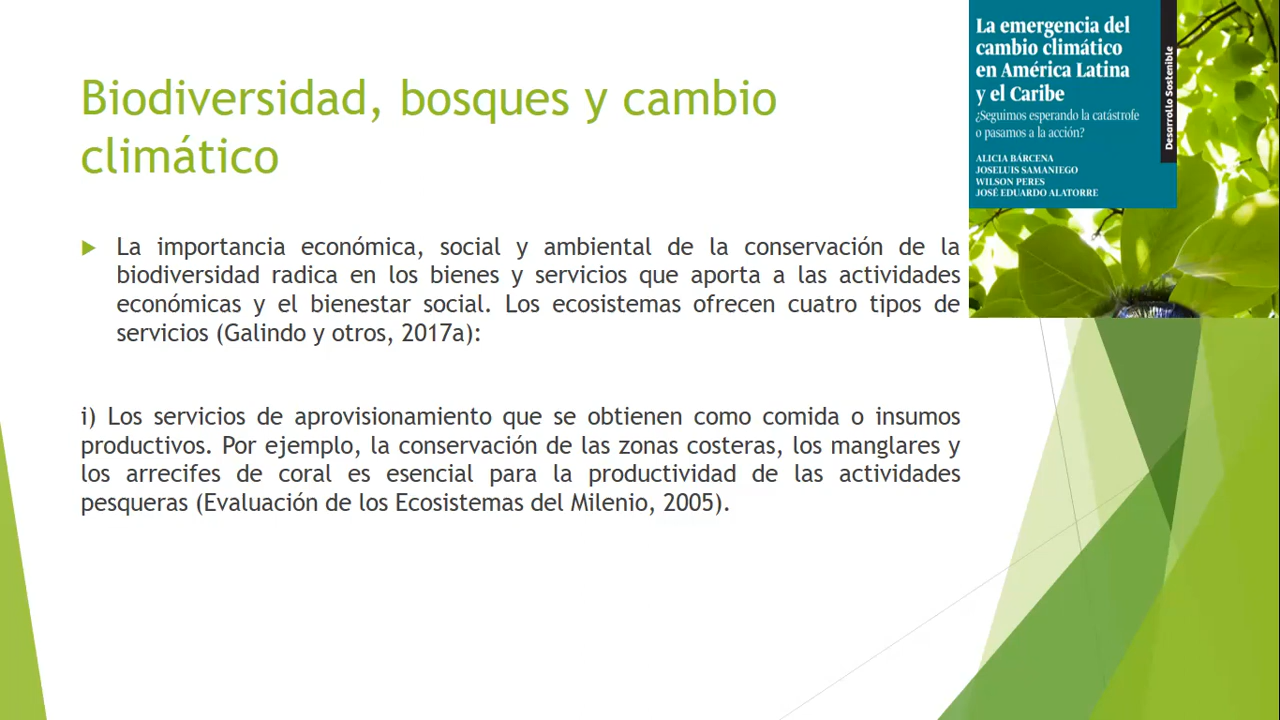 Biodiversidad, bosques y cambio
climático
La importancia económica, social y ambiental de la conservación de la
biodiversidad radica en los bienes y servicios que aporta a las actividades
económicas y el bienestar social. Los ecosistemas ofrecen cuatro tipos de
servicios (Galindo y otros, 2017a):
i) Los servicios de aprovisionamiento que se obtienen como comida o insumos
productivos. Por ejemplo, la conservación de las zonas costeras, los manglares y
los arrecifes de coral es esencial para la productividad de las actividades
pesqueras (Evaluación de los Ecosistemas del Milenio, 2005).
La emergencia del
cambio climático
en América Latina
y el Caribe
¿Seguimos esperando la catástrofe
o pasamos a la acción?
ALICIA BÁRCENA
JOSELUIS SAMANIEGO
WILSON PERES
JOSÉ EDUARDO ALATORRE
Desarrollo Sostenible